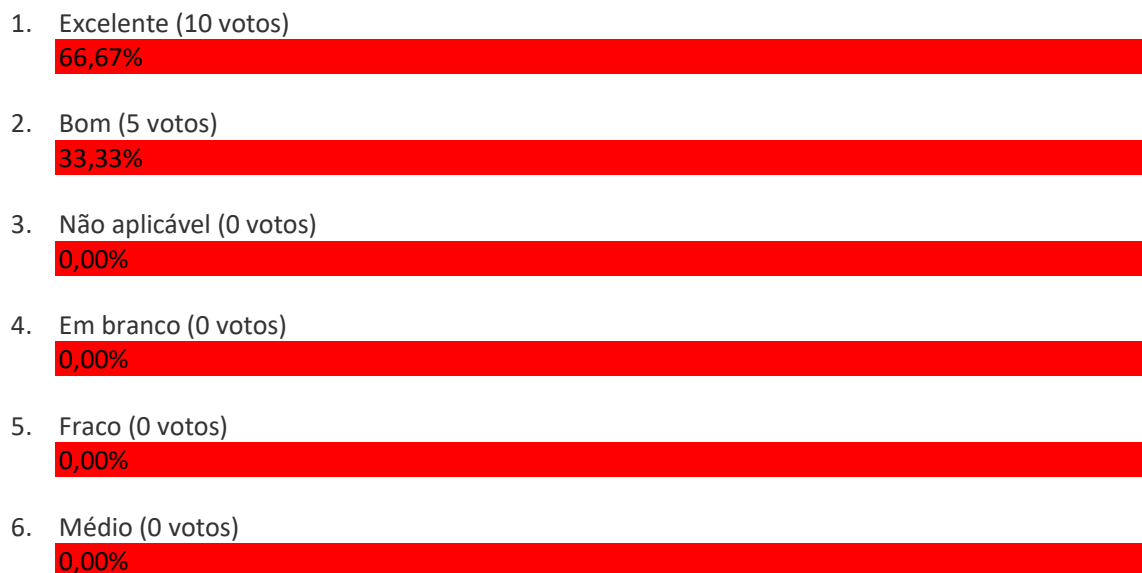 1. Excelente (10 votos)
66,67%
2. Bom (5 votos)
33,33%
3. Não aplicável (0 votos)
0,00%
4. Em branco (0 votos)
0,00%
5. Fraco (0 votos)
0,00%
6. Médio (0 votos)
0,00%